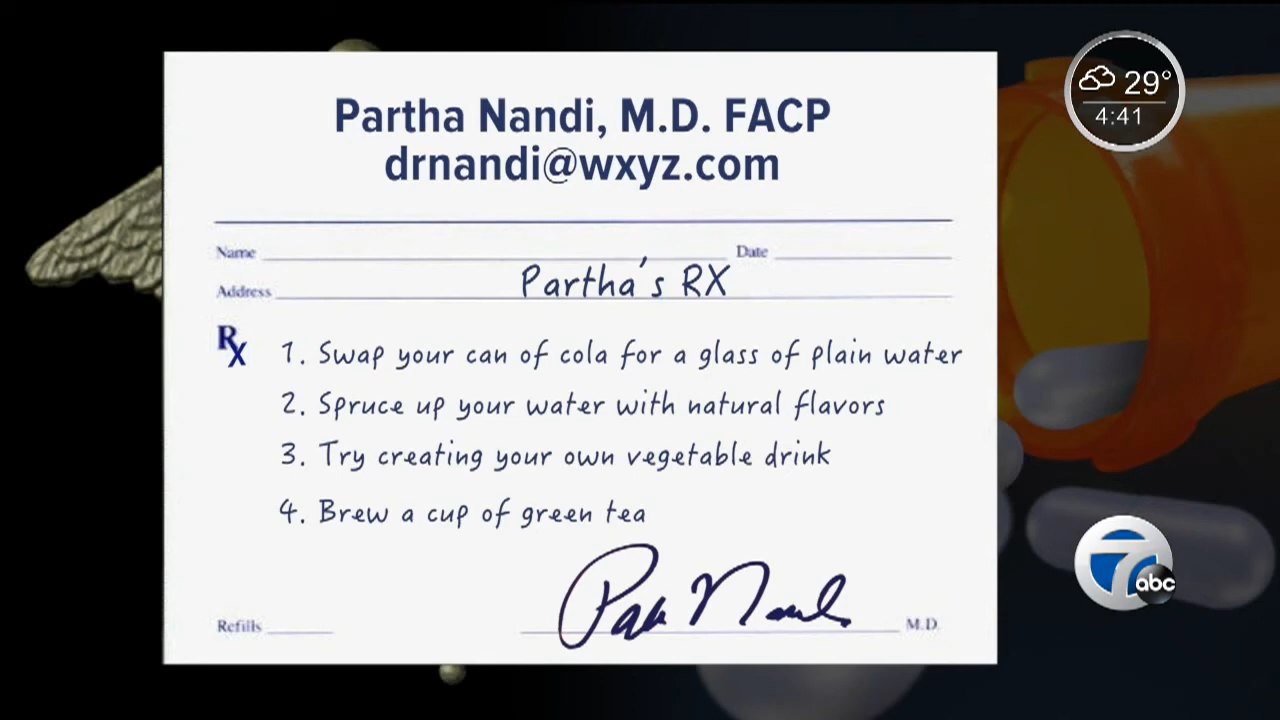 Partha Nandi, M.D. FACP
drnandi@wxyz.com
29°
4:41
Name Date
Partha's RX
Address
Rx
1. Swap your can of cola for a glass of plain water
2. Spruce up your water with natural flavors
3. Try creating your own vegetable drink
4. Brew a cup of green tea
7 abc
Refills M.D.